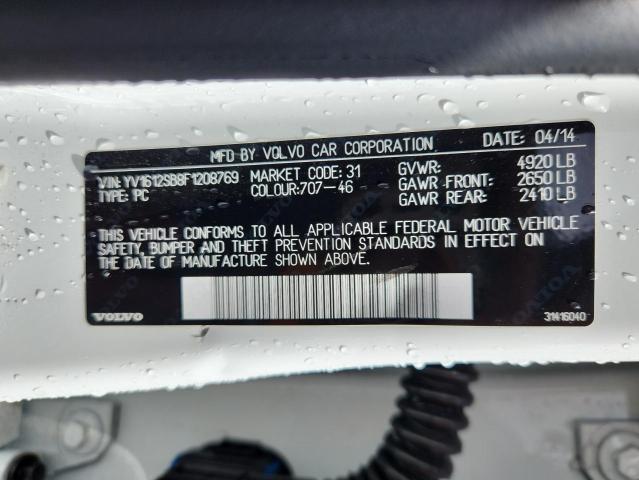 MFD BY VOLVO CAR CORPORATION DATE: 04/14
VIN: YV1612SB8F1208769 MARKET CODE: 31 GVWR: 4920 LB
TYPE: PC COLOUR:707-46 GAWR FRONT: 2650 LB
GAWR REAR: 2410 LB
THIS VEHICLE CONFORMS TO ALL APPLICABLE FEDERAL MOTOR VEHICLE
SAFETY, BUMPER AND THEFT PREVENTION STANDARDS IN EFFECT ON
THE DATE OF MANUFACTURE SHOWN ABOVE.
VOLVO 31416040